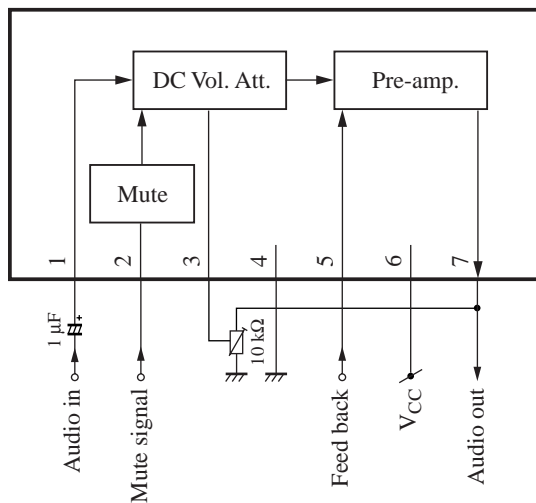 DC Vol. Att.
Pre-amp.
Mute
1
2
3
4
5
6
7
1 μF
+
10 kΩ
Audio in
Mute signal
Feed back
VCC
Audio out